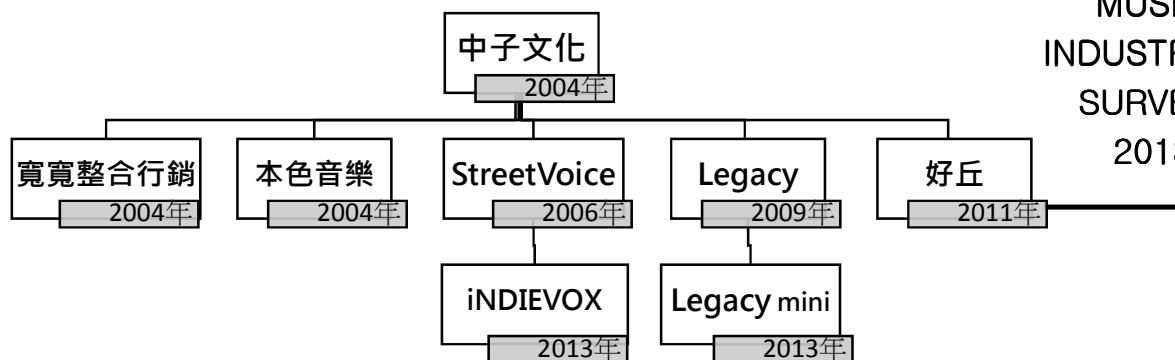 中子文化
2004年
寬寬整合行銷
2004年
本色音樂
2004年
StreetVoice
2006年
Legacy
2009年
好丘
2011年
iNDIEVOX
2013年
Legacy mini
2013年